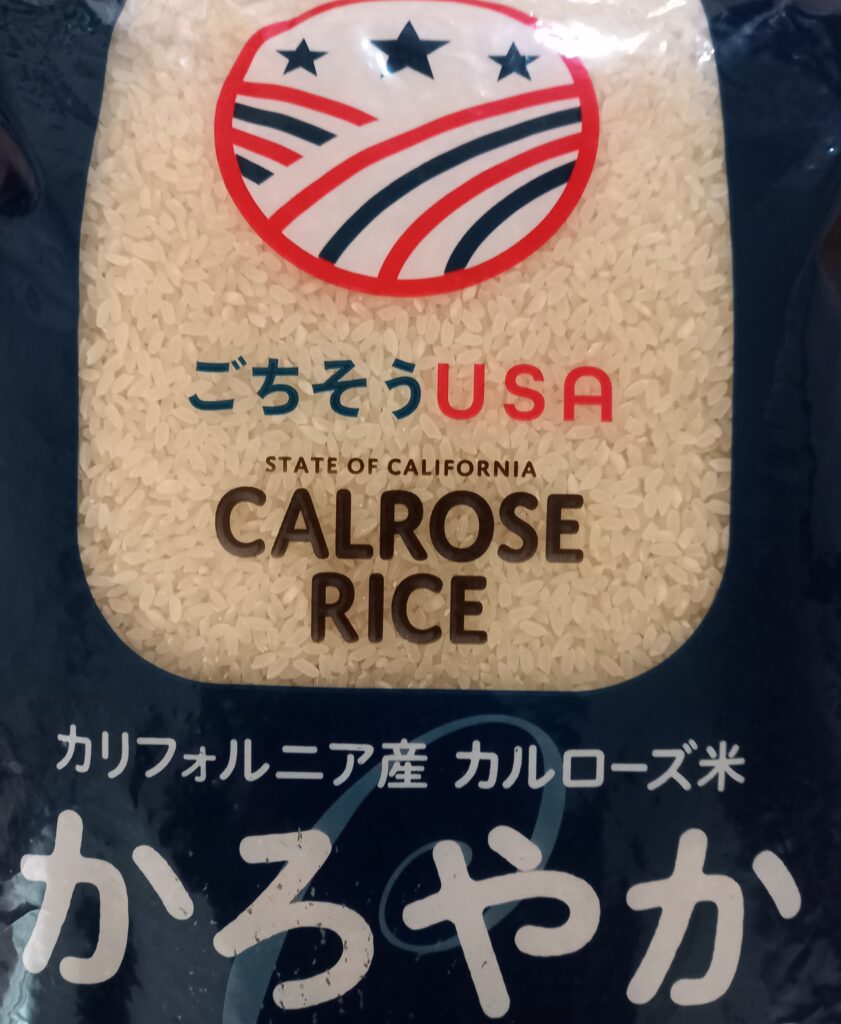 ごちそうUSA
STATE OF CALIFORNIA
CALROSE
RICE
カリフォルニア産 カルローズ米
かろやか